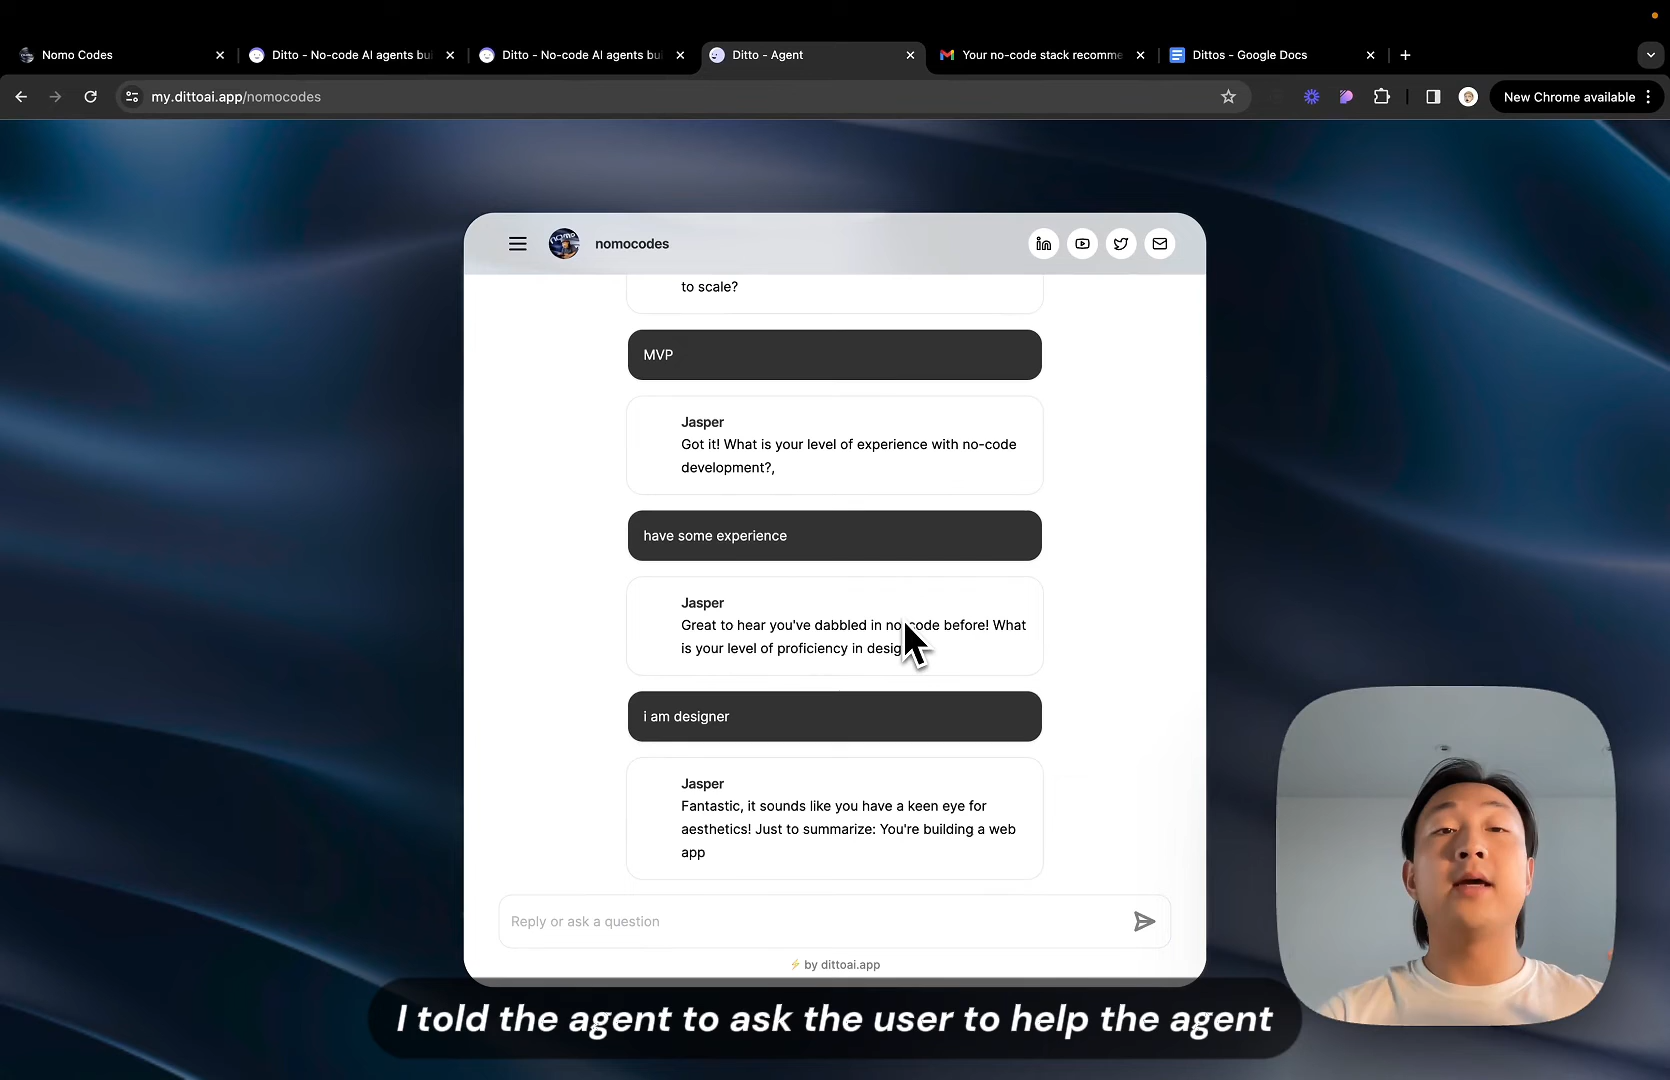 Nomo Codes
Ditto - No-code AI agents bui
Ditto - No-code AI agents bui
Ditto - Agent
Your no-code stack recomme
Dittos - Google Docs
my.dittoai.app/nomocodes
New Chrome available
nomocodes
to scale?
MVP
Jasper
Got it! What is your level of experience with no-code
development?,
have some experience
Jasper
Great to hear you've dabbled in no-code before! What
is your level of proficiency in desig
i am designer
Jasper
Fantastic, it sounds like you have a keen eye for
aesthetics! Just to summarize: You're building a web
app
Reply or ask a question
⚡ by dittoai.app
I told the agent to ask the user to help the agent